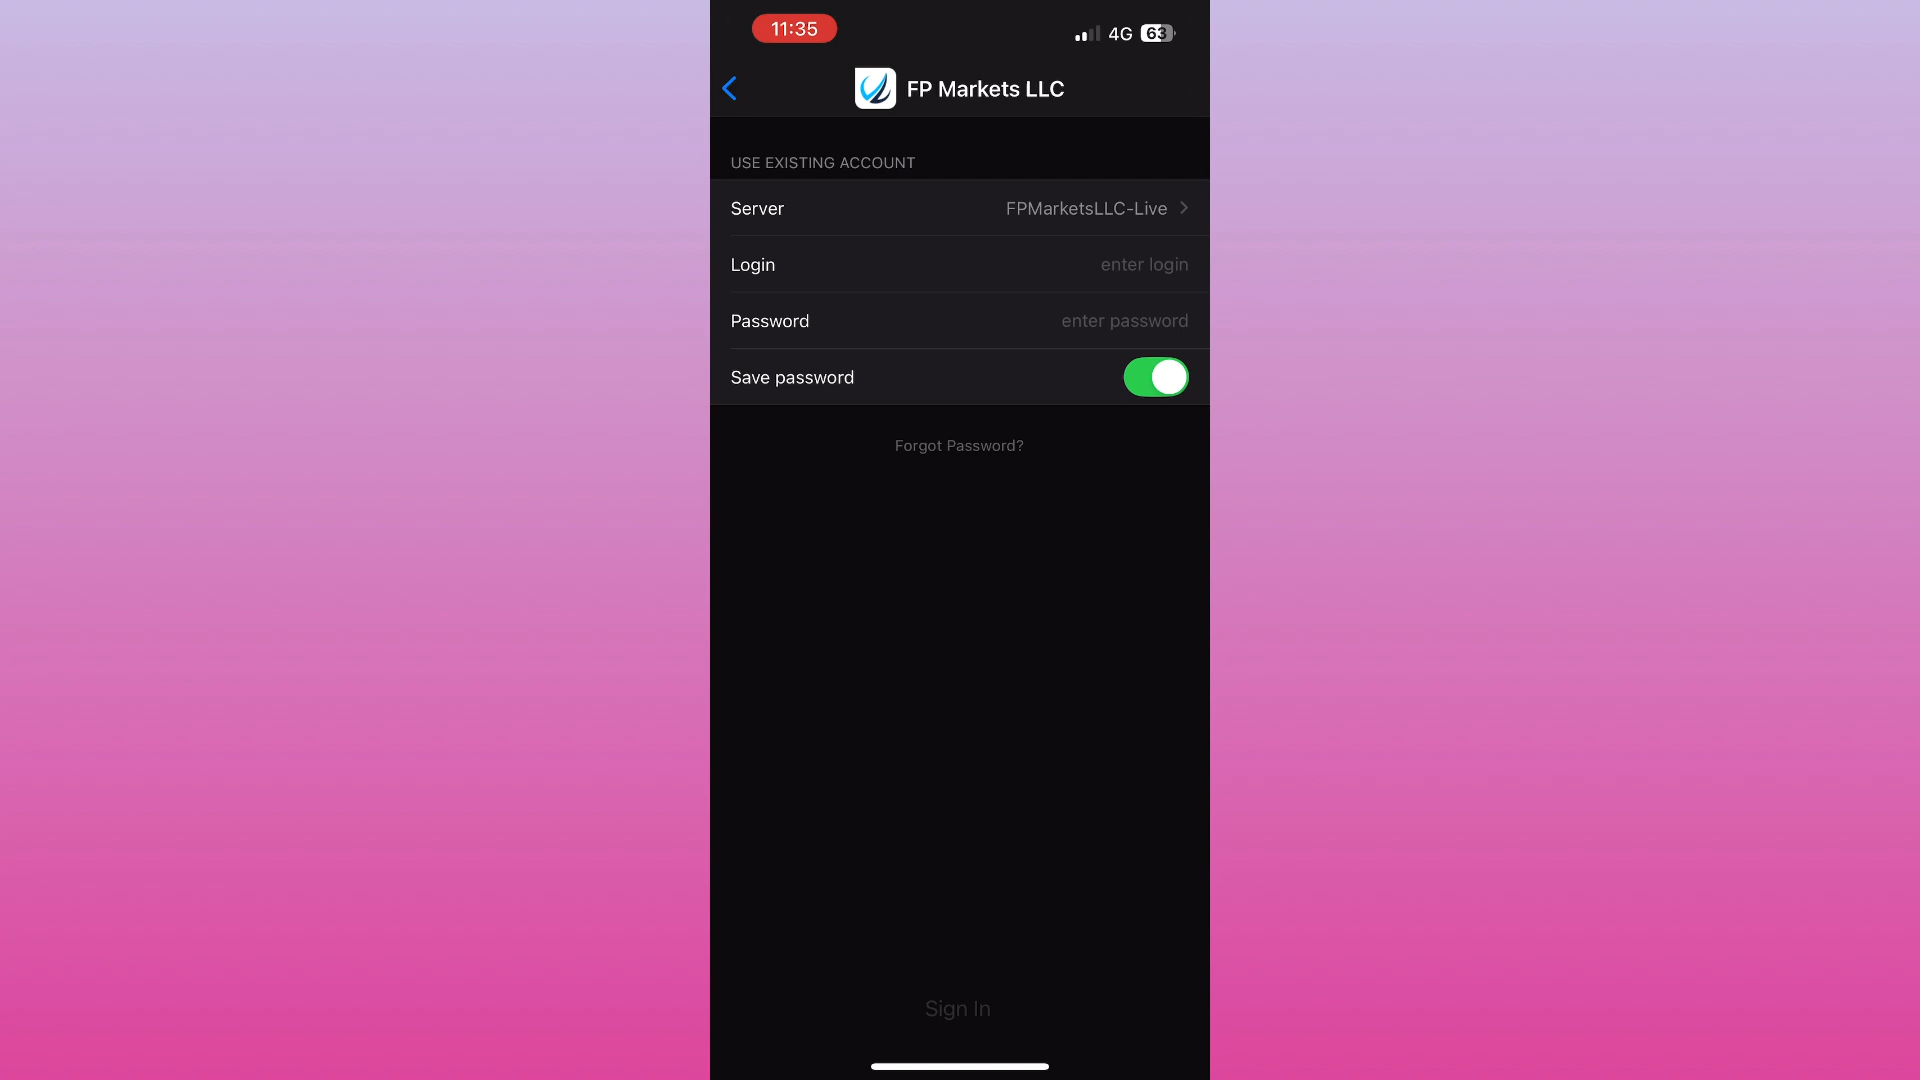 11:35
4G 63
FP Markets LLC
USE EXISTING ACCOUNT
Server FPMarketsLLC-Live
Login enter login
Password enter password
Save password
Forgot Password?
Sign In